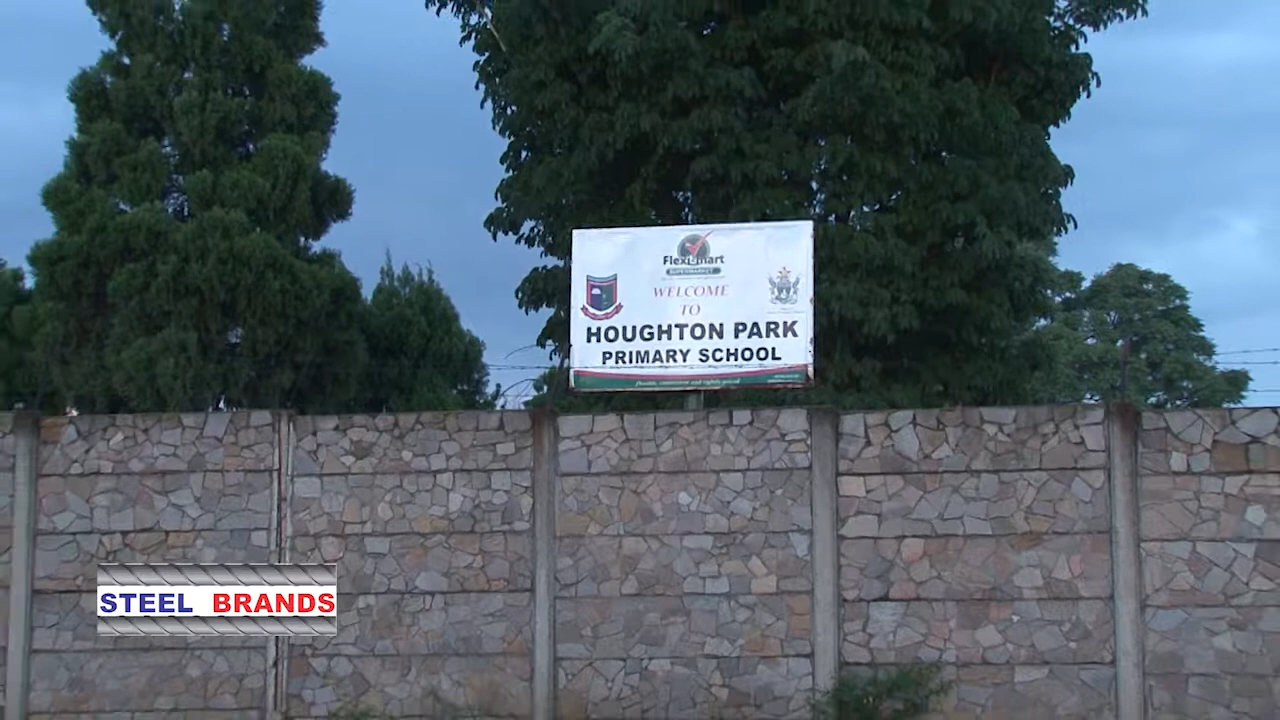 Flexi-mart
SUPERMARKET
WELCOME
TO
HOUGHTON PARK
PRIMARY SCHOOL
STEEL BRANDS